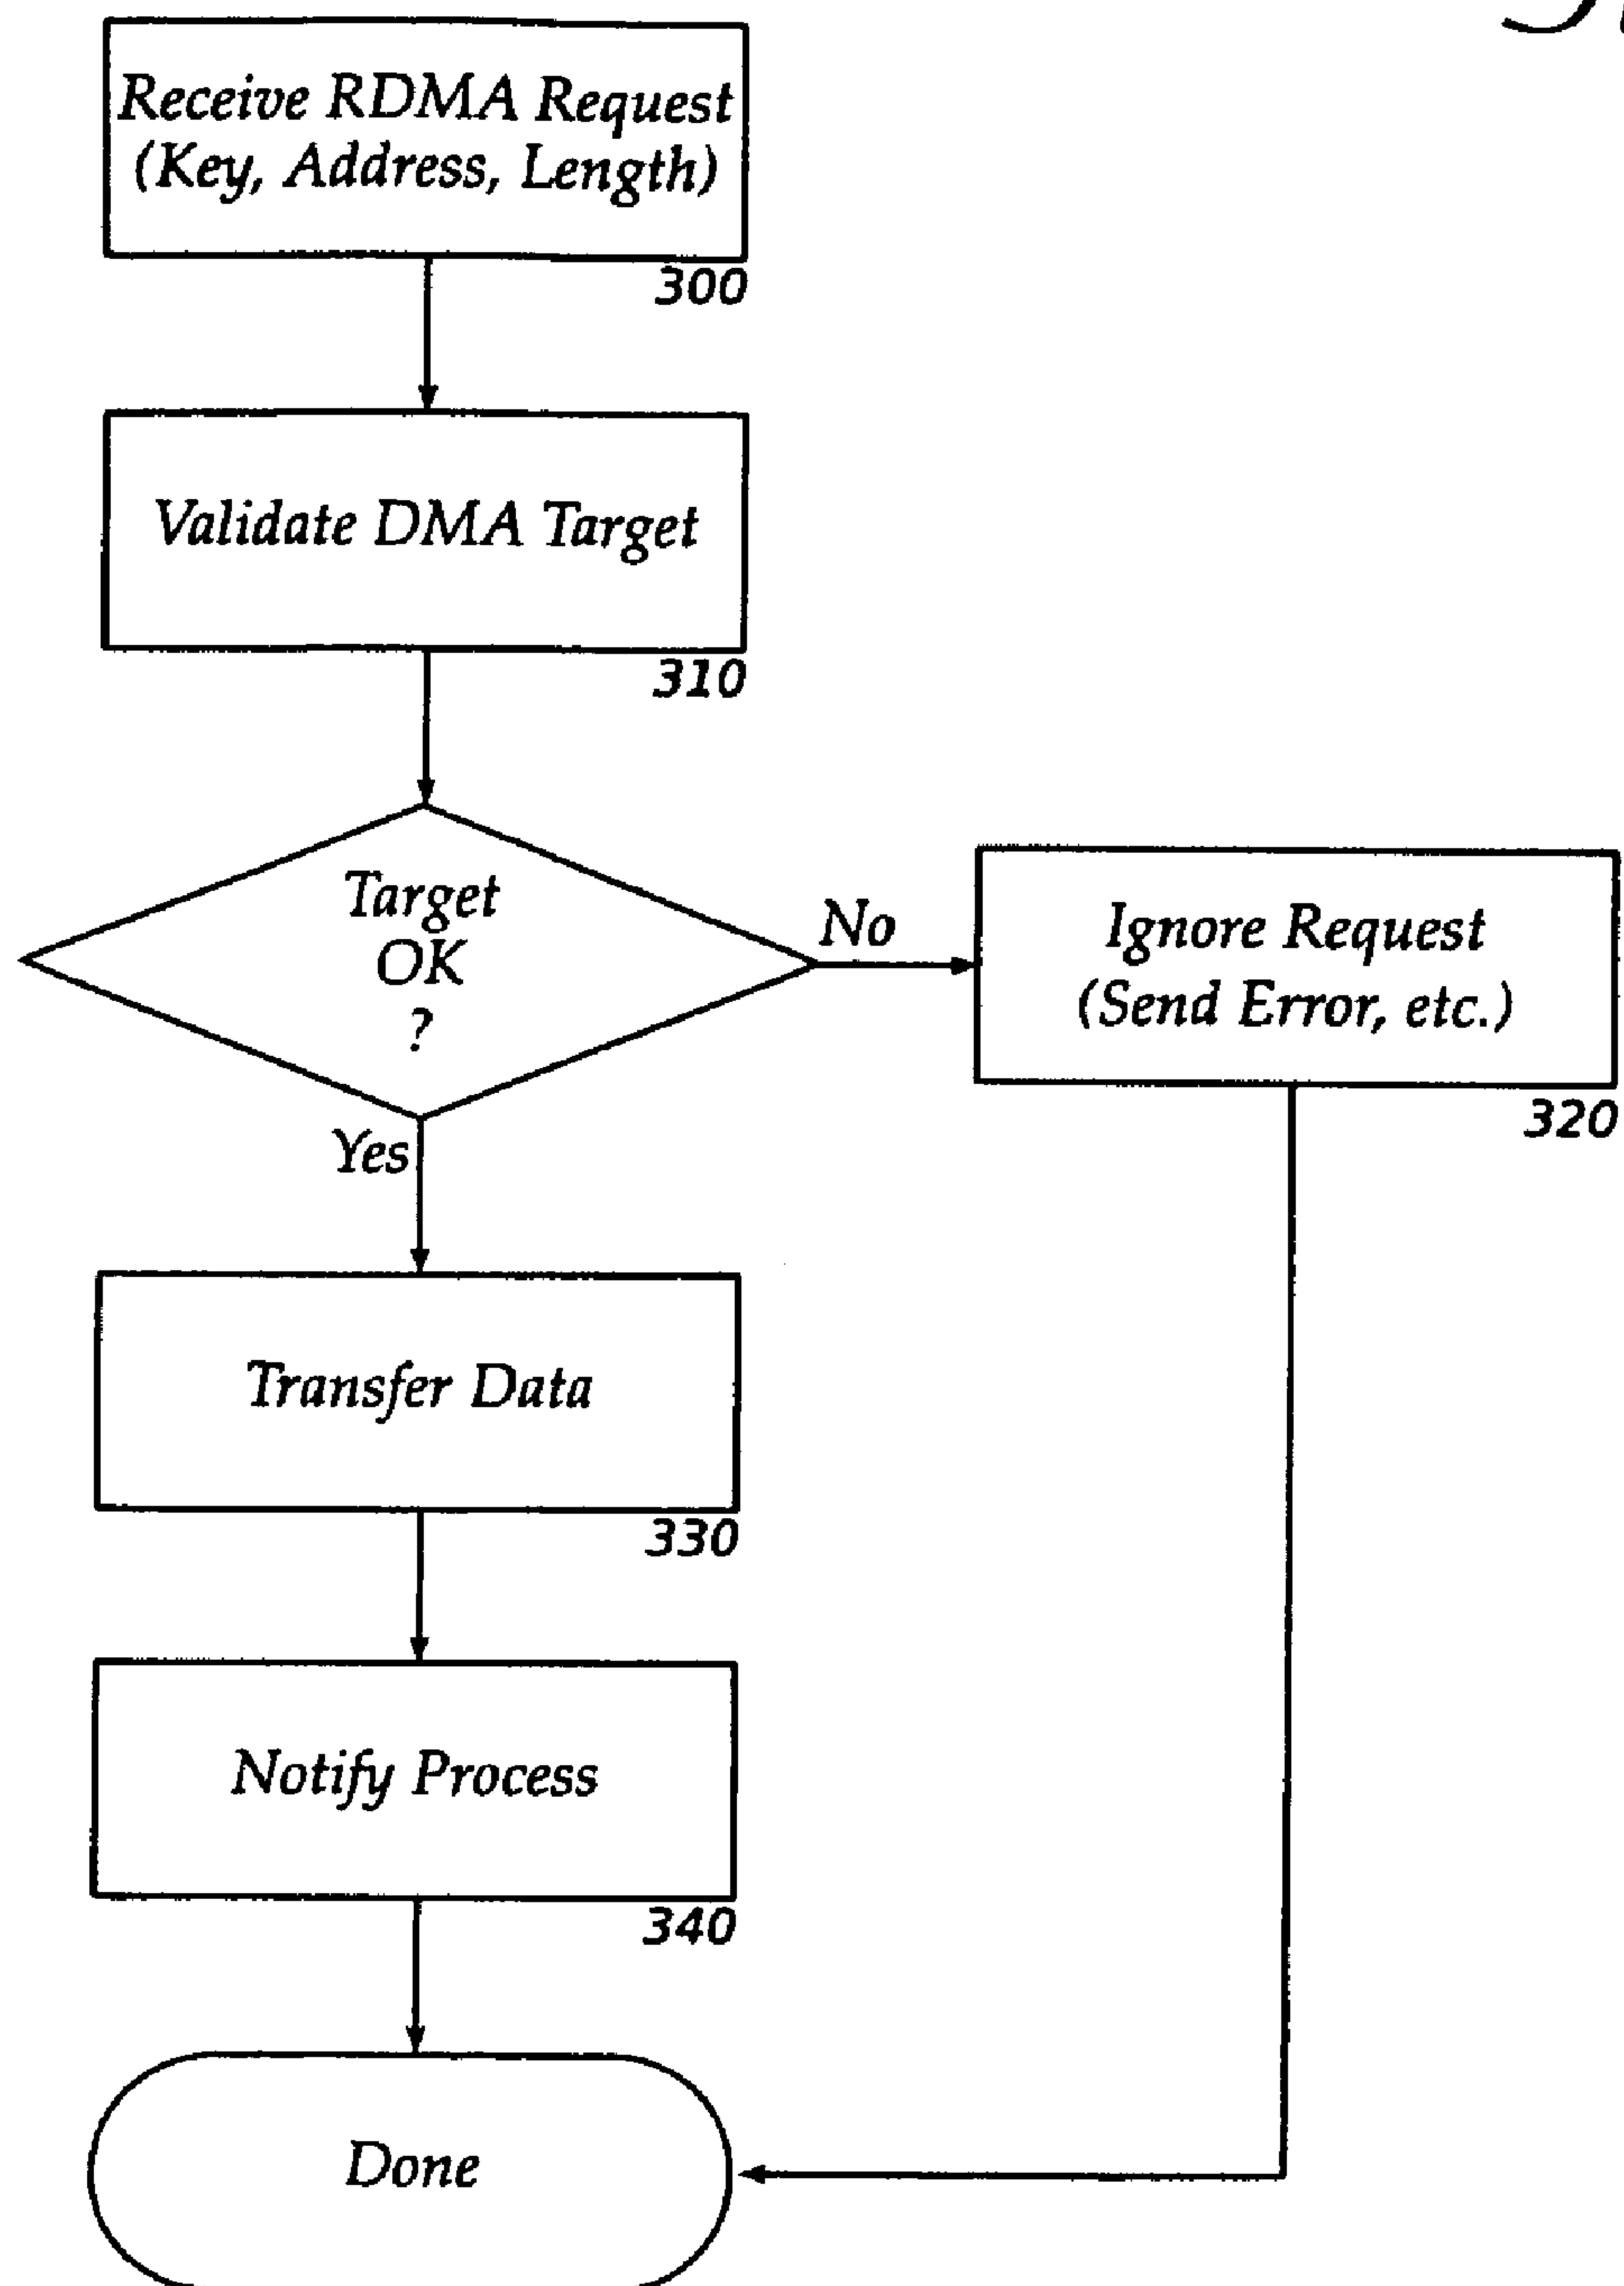 Receive RDMA Request
(Key, Address, Length)
300
Validate DMA Target
310
Target
OK
?
No
Ignore Request
(Send Error, etc.)
320
Yes
Transfer Data
330
Notify Process
340
Done